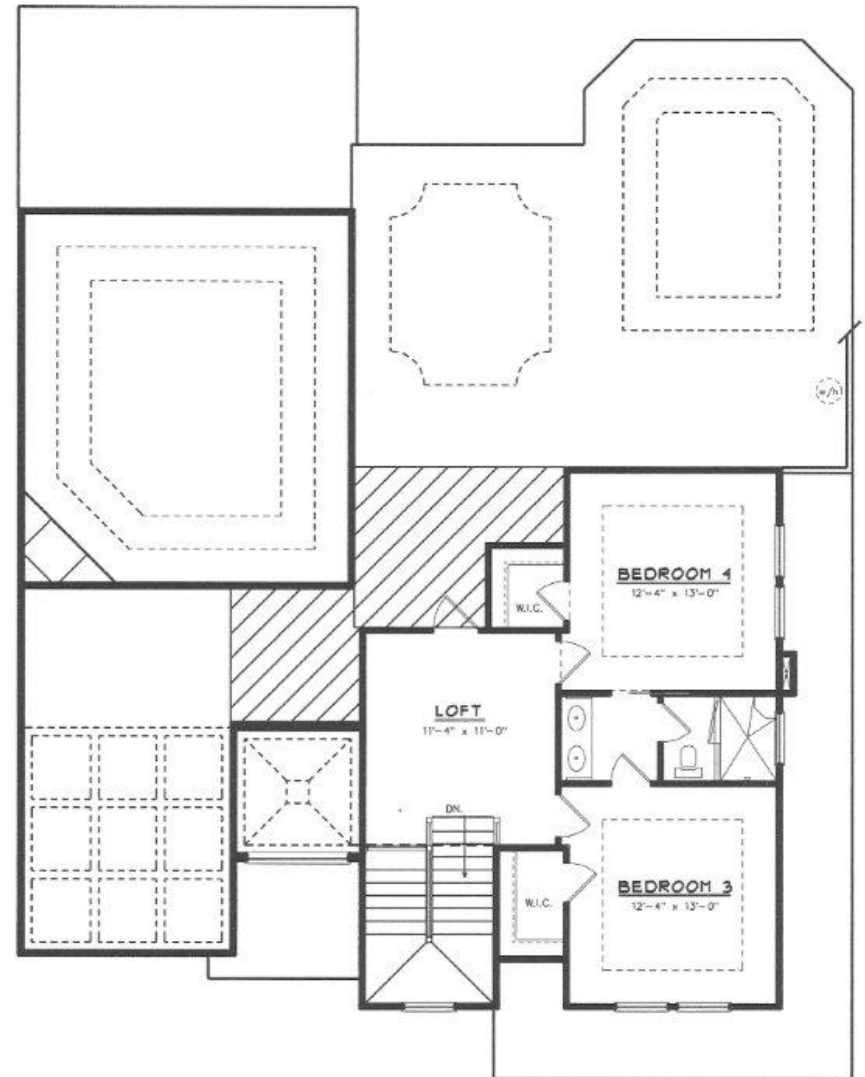 w/h
BEDROOM 4
12'-4" x 13'-0"
W.I.C.
LOFT
11'-4" x 11'-0"
DN.
W.I.C.
BEDROOM 3
12'-4" x 13'-0"